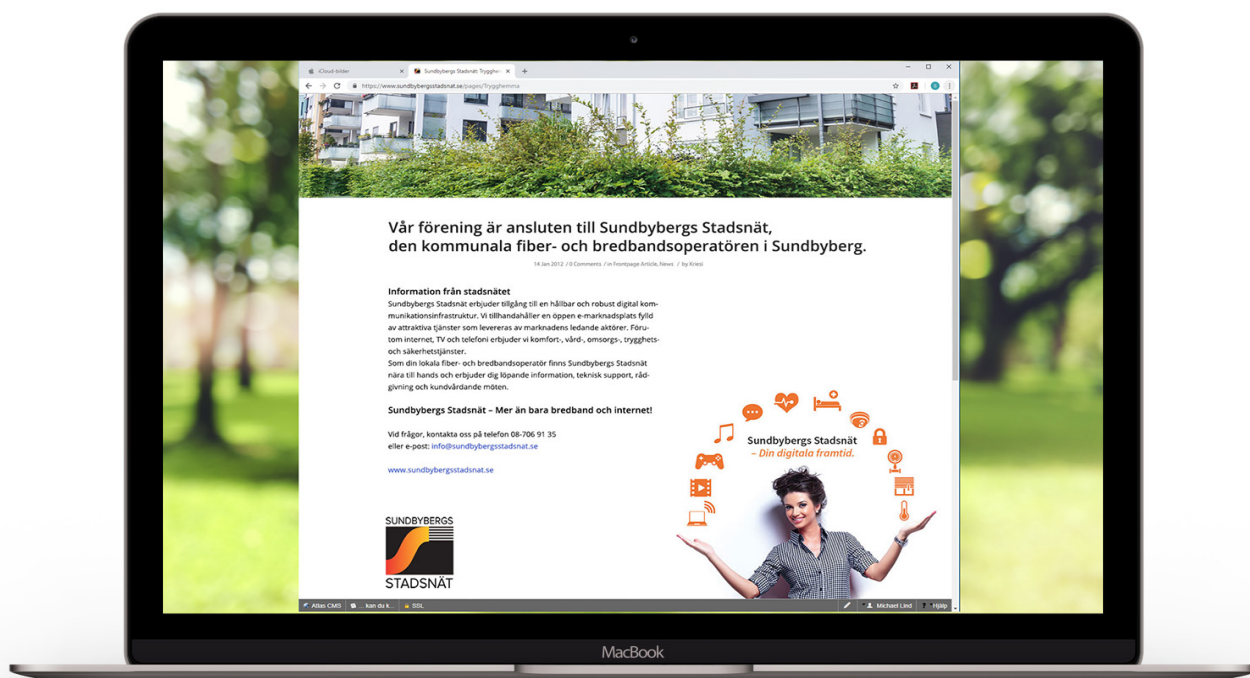 iCloud-bilder
Sundbybergs Stadsnät: Trygghe
https://www.sundbybergsstadsnat.se/pages/Trygghemma
Vår förening är ansluten till Sundbybergs Stadsnät,
den kommunala fiber- och bredbandsoperatören i Sundbyberg.
14 Jan 2012 / 0 Comments / in Frontpage Article, News / by Kriesi
Information från stadsnätet
Sundbybergs Stadsnät erbjuder tillgång till en hållbar och robust digital kom-
munikationsinfrastruktur. Vi tillhandahåller en öppen e-marknadsplats fylld
av attraktiva tjänster som levereras av marknadens ledande aktörer. Föru-
tom internet, TV och telefoni erbjuder vi komfort-, vård-, omsorgs-, trygghets-
och säkerhetstjänster.
Som din lokala fiber- och bredbandsoperatör finns Sundbybergs Stadsnät
nära till hands och erbjuder dig löpande information, teknisk support, råd-
givning och kundvårdande möten.
Sundbybergs Stadsnät – Mer än bara bredband och internet!
Vid frågor, kontakta oss på telefon 08-706 91 35
eller e-post: info@sundbybergsstadsnat.se
www.sundbybergsstadsnat.se
Sundbybergs Stadsnät
– Din digitala framtid.
SUNDBYBERGS
STADSNÄT
Atlas CMS
... kan du k...
SSL
Michael Lind
Hjälp
MacBook